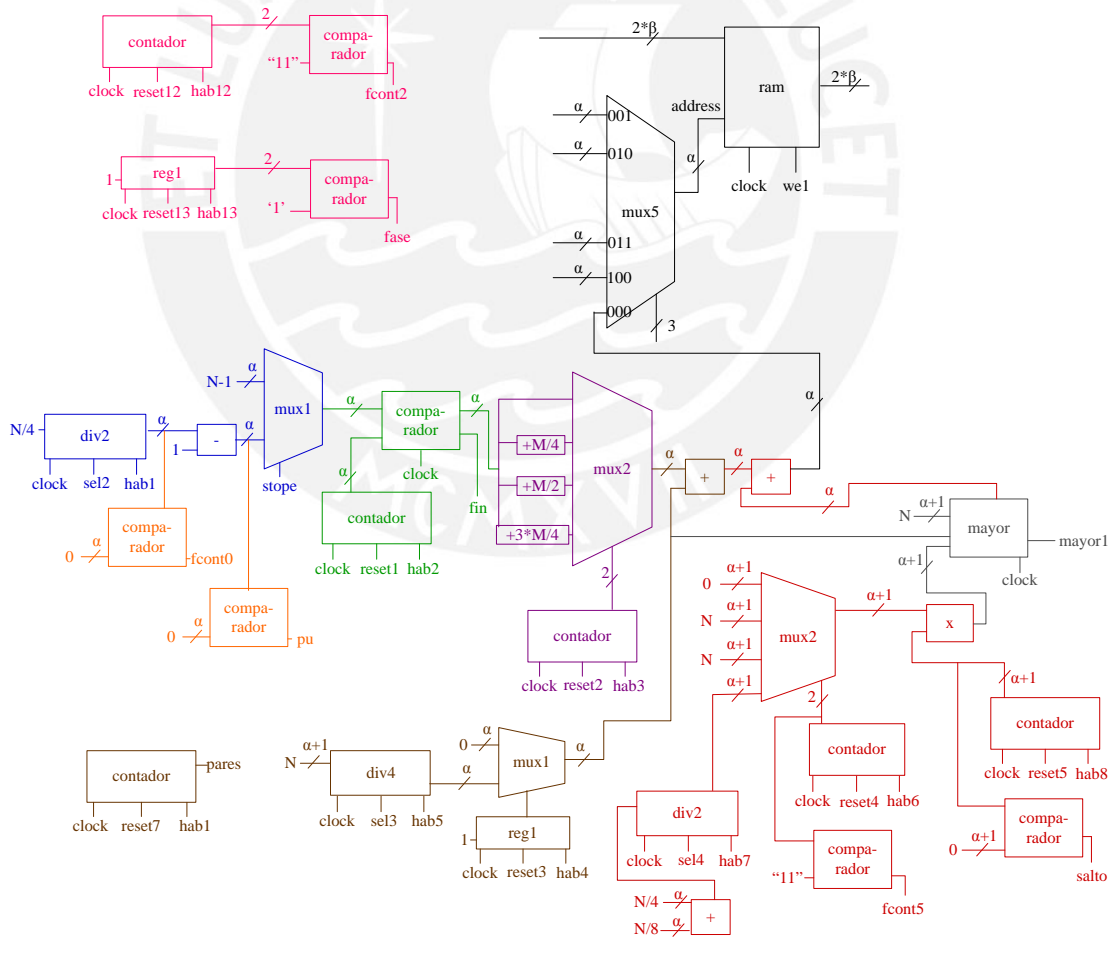 2
contador
compa-
rador
“11”
clock reset12 hab12
fcont2
2*β
2*β
ram
address
clock we1
α
001
α
010
α
mux5
α
011
α
100
000
3
2
reg1
1
compa-
rador
‘1’
clock reset13 hab13
fase
α
N-1
mux1
α
α
compa-
rador
N/4
div2
α
-
α
1
clock sel2 hab1
stope
clock
α
contador
fin
clock reset1 hab2
+M/4
+M/2
+3*M/4
mux2
α
+
α
+
α
α
2
contador
clock reset2 hab3
compa-
rador
0
α
fcont0
compa-
rador
0
α
pu
α+1
N
mayor
mayor1
α+1
clock
α+1
0
α+1
N
α+1
N
α+1
mux2
α+1
x
2
α+1
contador
clock reset5 hab8
contador
clock reset4 hab6
contador
pares
clock reset7 hab1
α+1
N
div4
α
clock sel3 hab5
0
α
mux1
α
1
reg1
clock reset3 hab4
div2
clock sel4 hab7
N/4
α
N/8
α
+
compa-
rador
“11”
fcont5
compa-
rador
α+1
0
salto
ET LU
UCET
MCMXVII